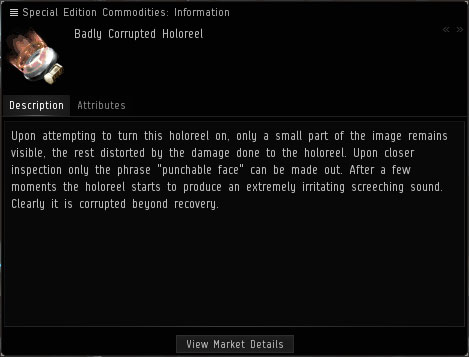 Special Edition Commodities: Information
Badly Corrupted Holoreel
Description Attributes
Upon attempting to turn this holoreel on, only a small part of the image remains
visible, the rest distorted by the damage done to the holoreel. Upon closer
inspection only the phrase "punchable face" can be made out. After a few
moments the holoreel starts to produce an extremely irritating screeching sound.
Clearly it is corrupted beyond recovery.
View Market Details